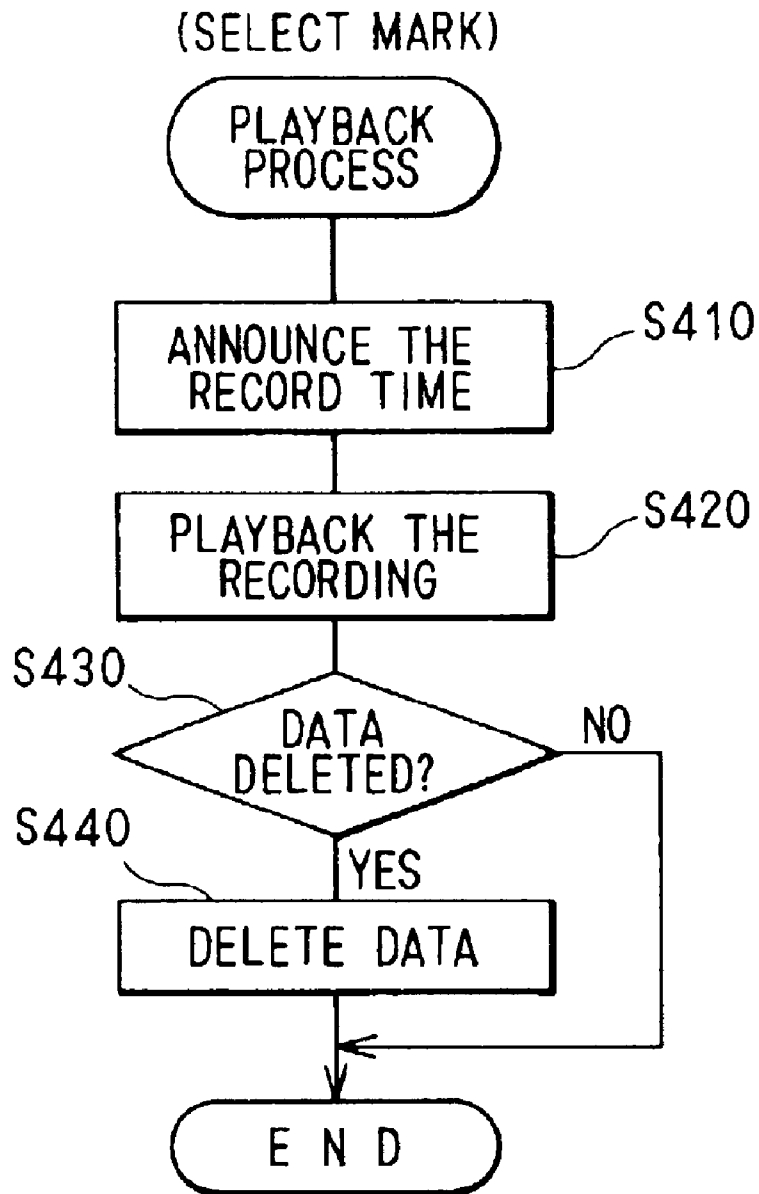 (SELECT MARK)
PLAYBACK
PROCESS
ANNOUNCE THE
RECORD TIME
S410
PLAYBACK THE
RECORDING
S420
S430
DATA
DELETED?
NO
S440
YES
DELETE DATA
END